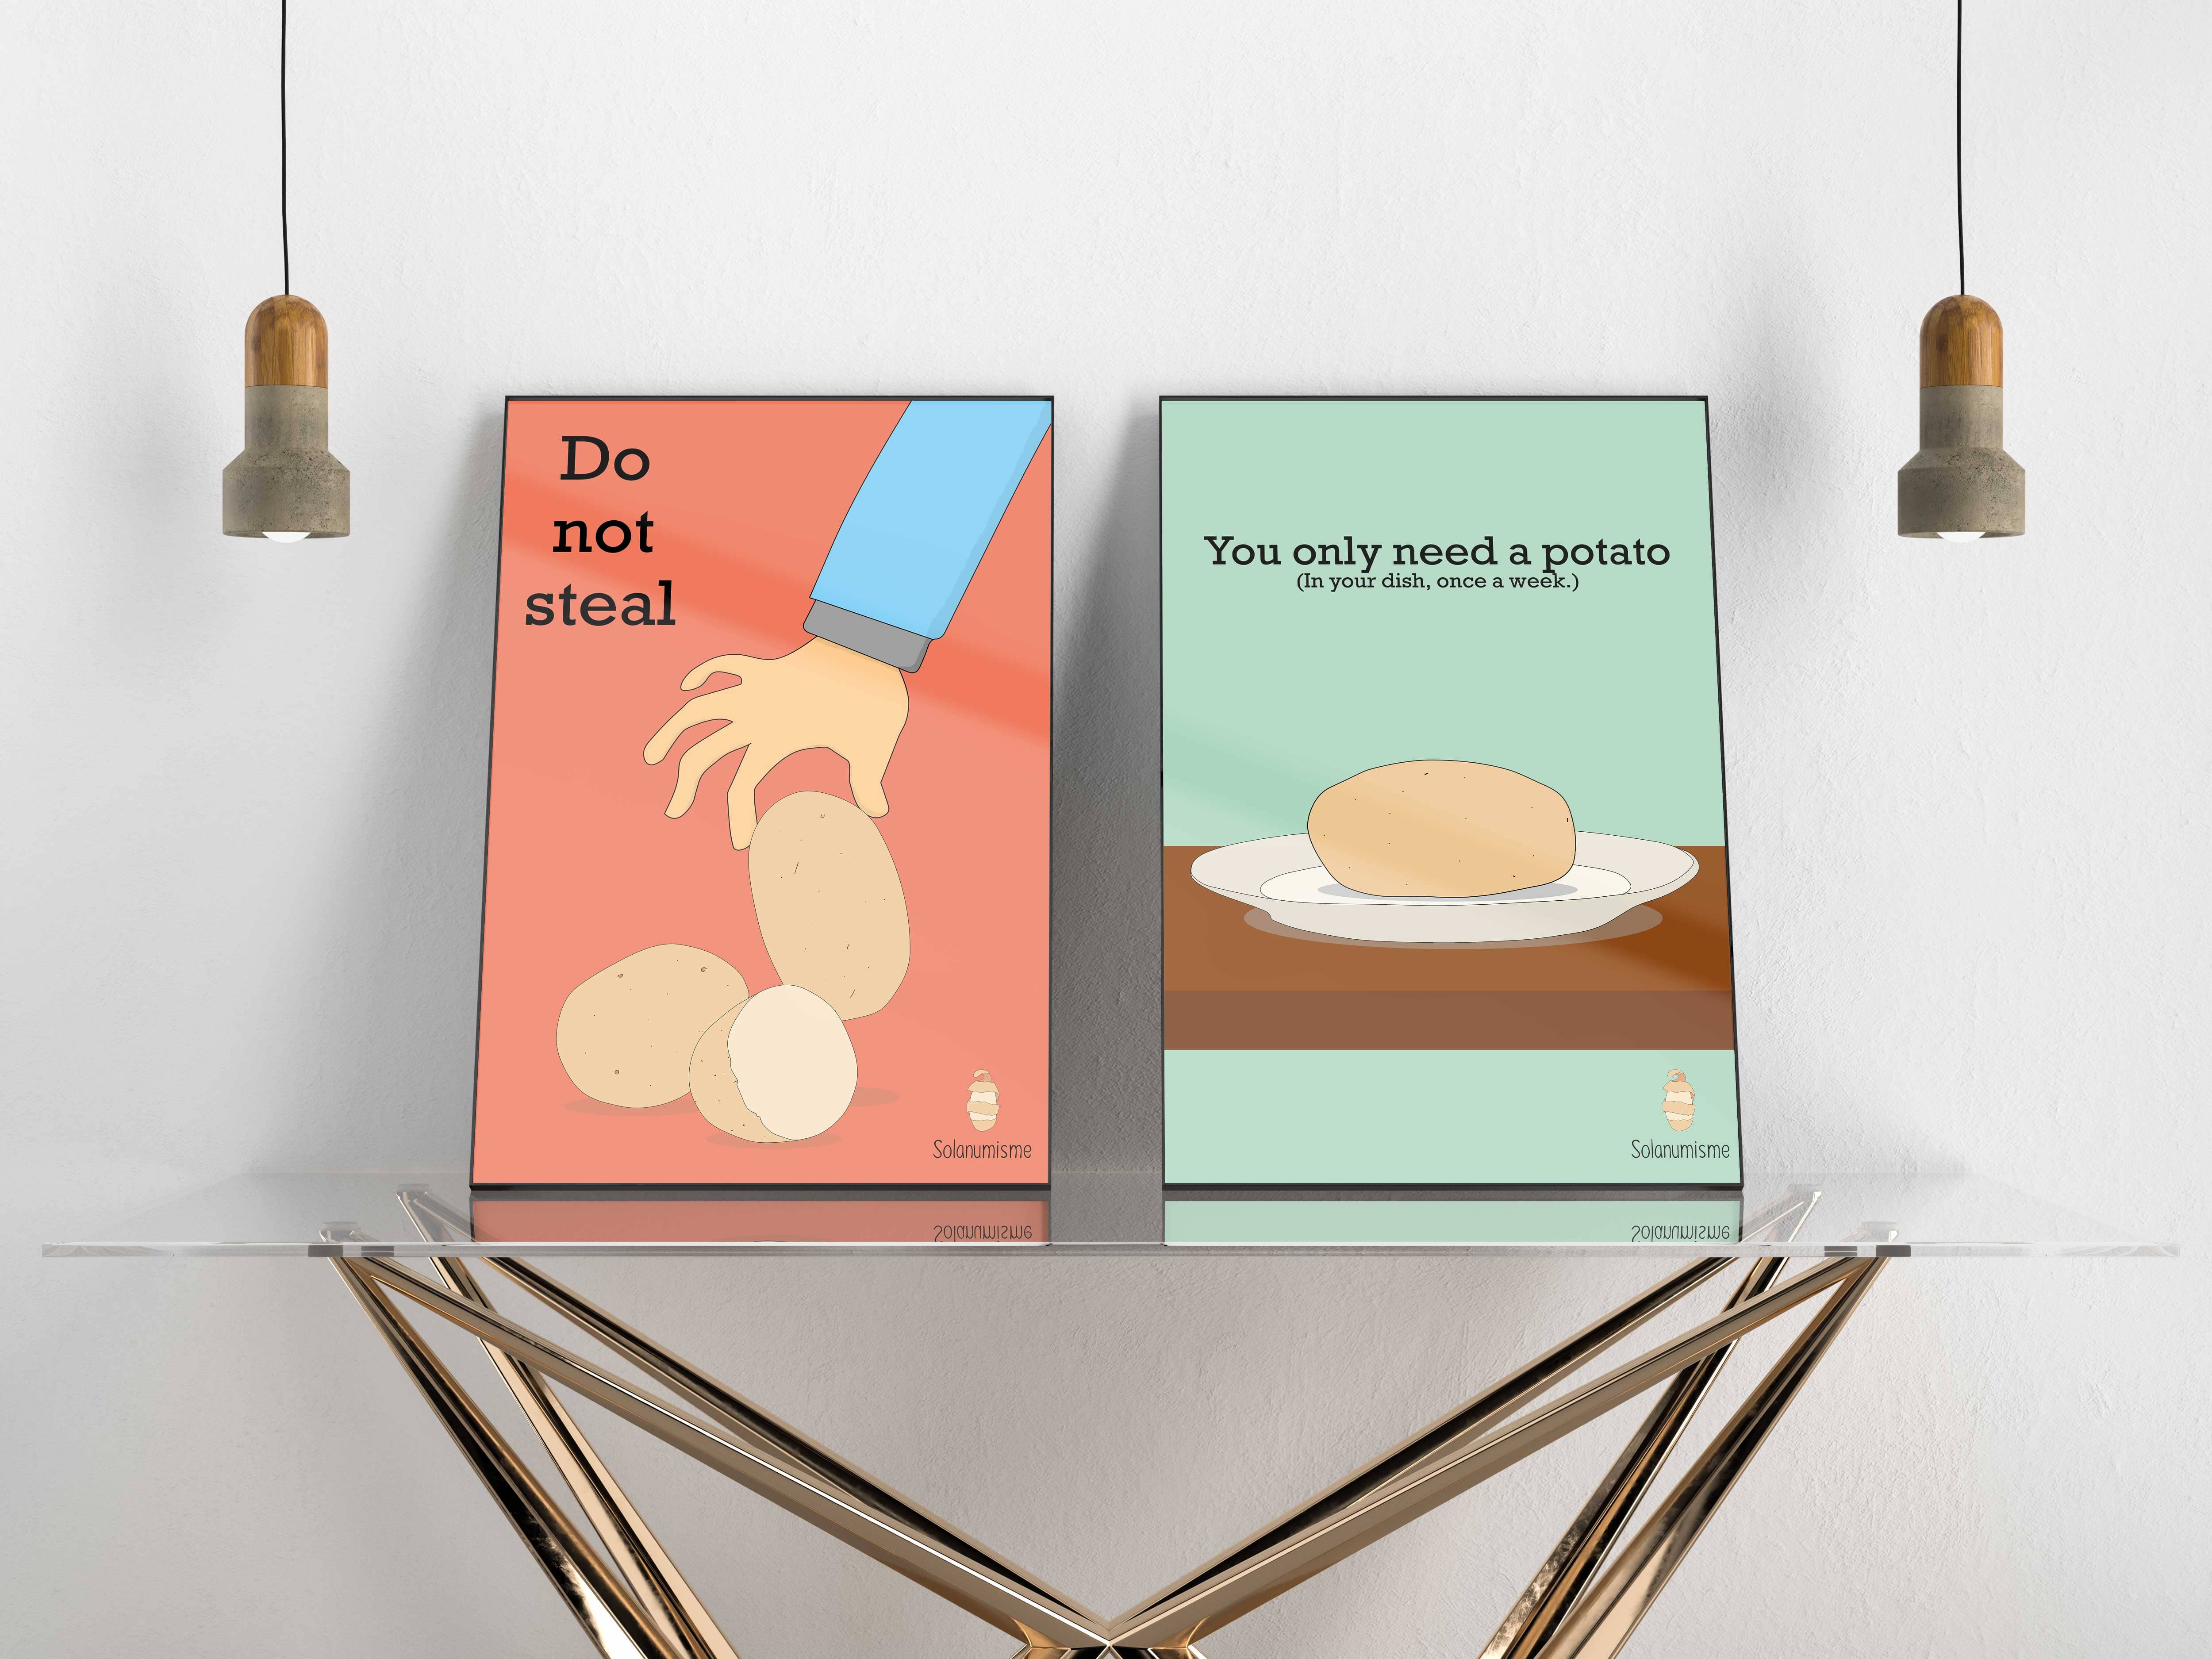 Do
not
steal
Solanumisme
You only need a potato
(In your dish, once a week.)
Solanumisme